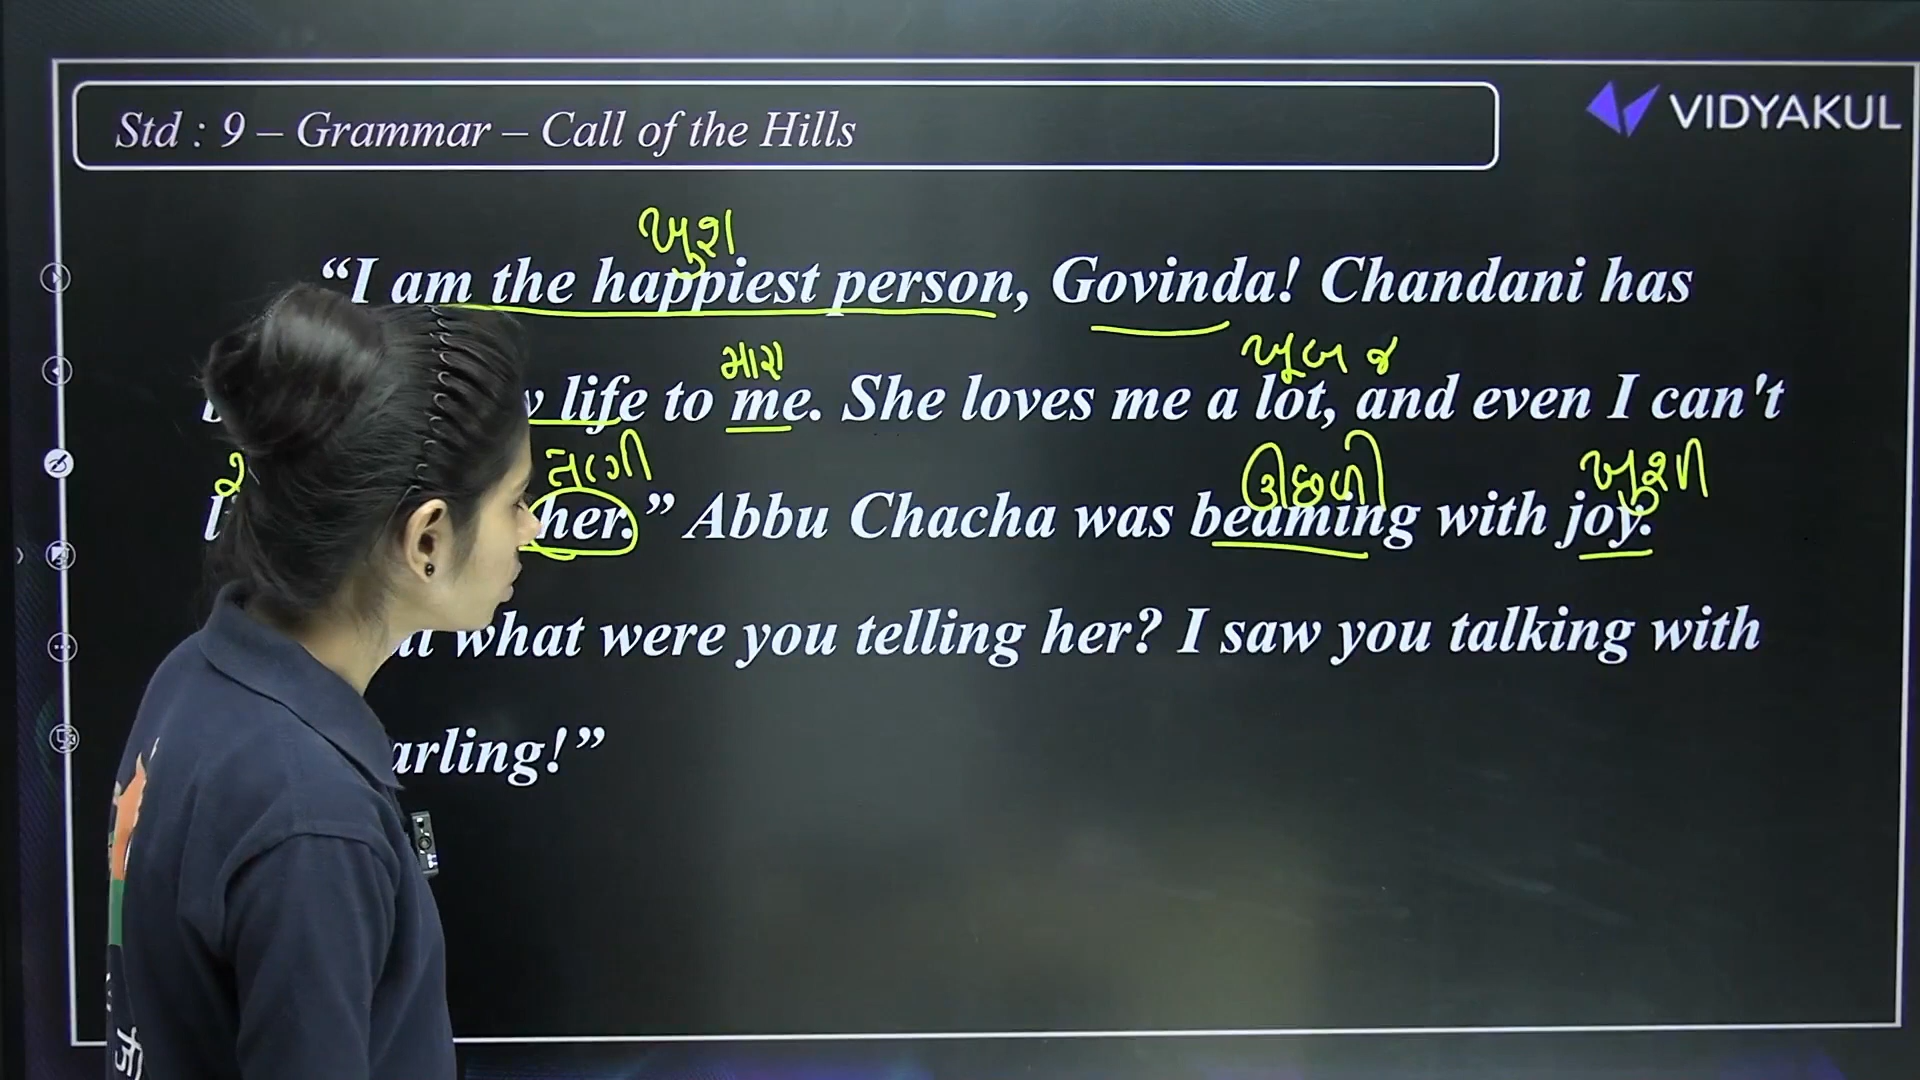 Std : 9 – Grammar – Call of the Hills
VIDYAKUL
ખુશ
“I am the happiest person, Govinda! Chandani has
મારા ખૂબ જ
life to me. She loves me a lot, and even I can't
ઊછળી ખુશી
her.” Abbu Chacha was beaming with joy.
what were you telling her? I saw you talking with
arling!”